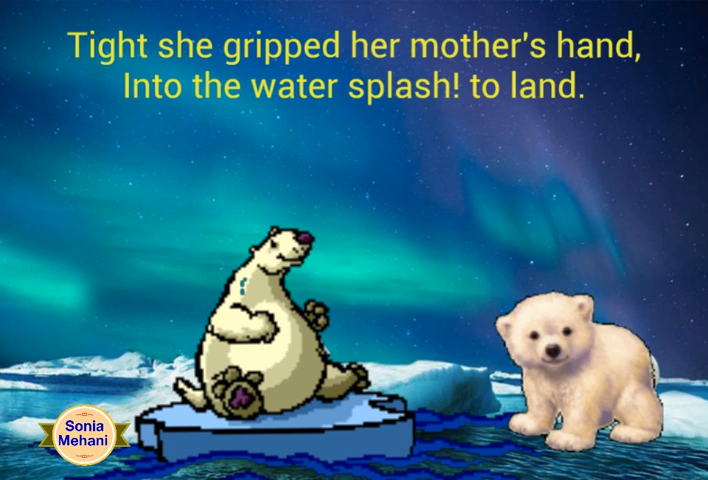 Tight she gripped her mother's hand,
Into the water splash! to land.
Sonia
Mehani